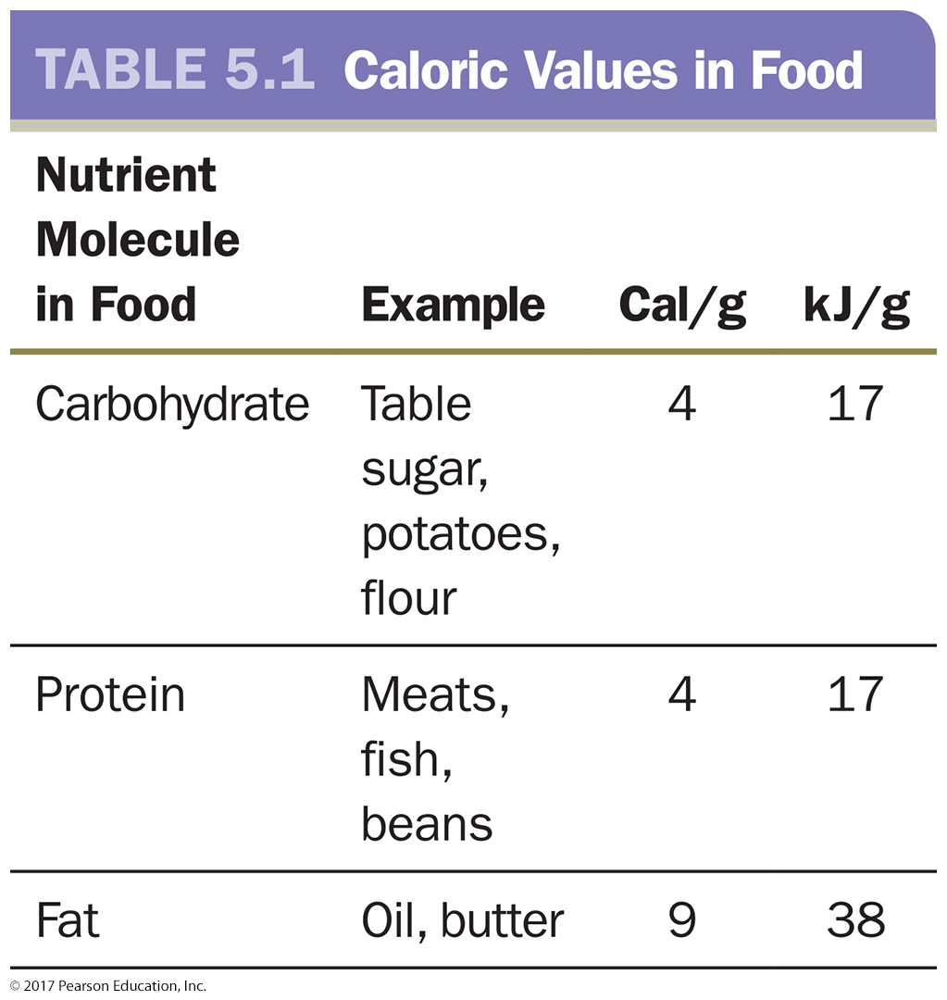 TABLE 5.1 Caloric Values in Food
Nutrient
Molecule
in Food Example Cal/g kJ/g
Carbohydrate Table 4 17
sugar,
potatoes,
flour
Protein Meats, 4 17
fish,
beans
Fat Oil, butter 9 38
© 2017 Pearson Education, Inc.